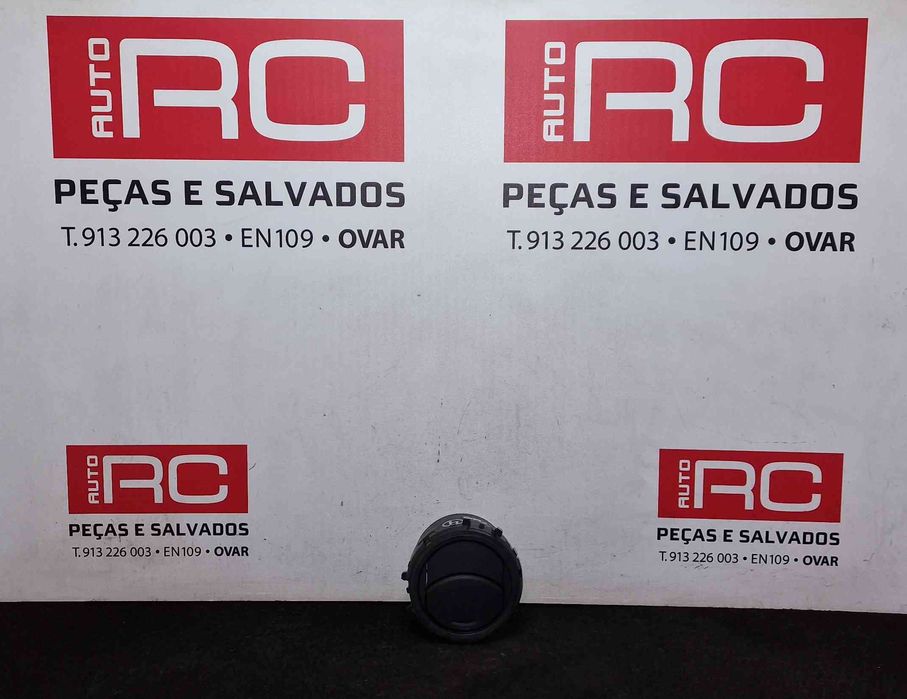 AUTO RC
PEÇAS E SALVADOS
T. 913 226 003 • EN109 • OVAR
AUTO RC
PEÇAS E SALVADOS
T. 913 226 003 • EN109 • OVAR
AUTO RC
PEÇAS E SALVADOS
T. 913 226 003 • EN109 • OVAR
AUTO RC
PEÇAS E SALVADOS
T. 913 226 003 • EN109 • OVAR